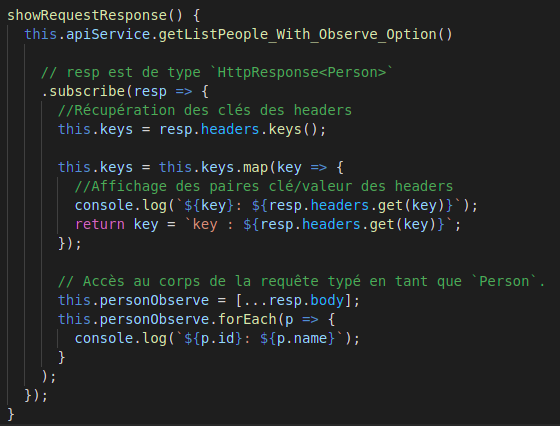 showRequestResponse() {
this.apiService.getListPeople_With_Observe_Option()
// resp est de type `HttpResponse<Person>`
.subscribe(resp => {
//Récupération des clés des headers
this.keys = resp.headers.keys();
this.keys = this.keys.map(key => {
//Affichage des paires clé/valeur des headers
console.log(`${key}: ${resp.headers.get(key)}`);
return key = `key : ${resp.headers.get(key)}`;
});
// Accès au corps de la requête typé en tant que `Person`.
this.personObserve = [...resp.body];
this.personObserve.forEach(p => {
console.log(`${p.id}: ${p.name}`);
}
);
});
}